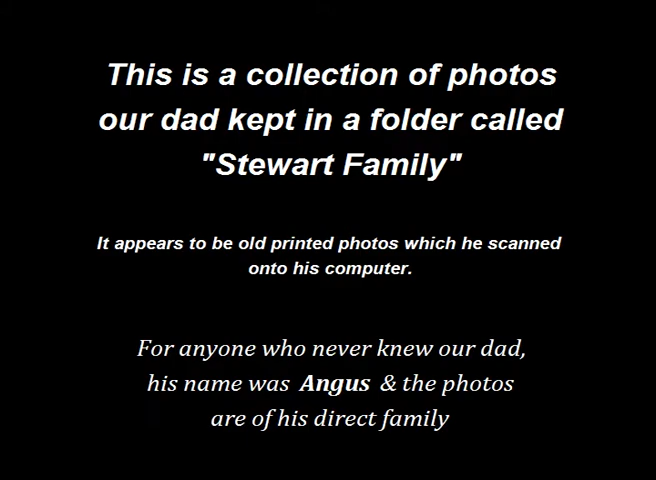 This is a collection of photos
our dad kept in a folder called
"Stewart Family"
It appears to be old printed photos which he scanned
onto his computer.
For anyone who never knew our dad,
his name was Angus & the photos
are of his direct family